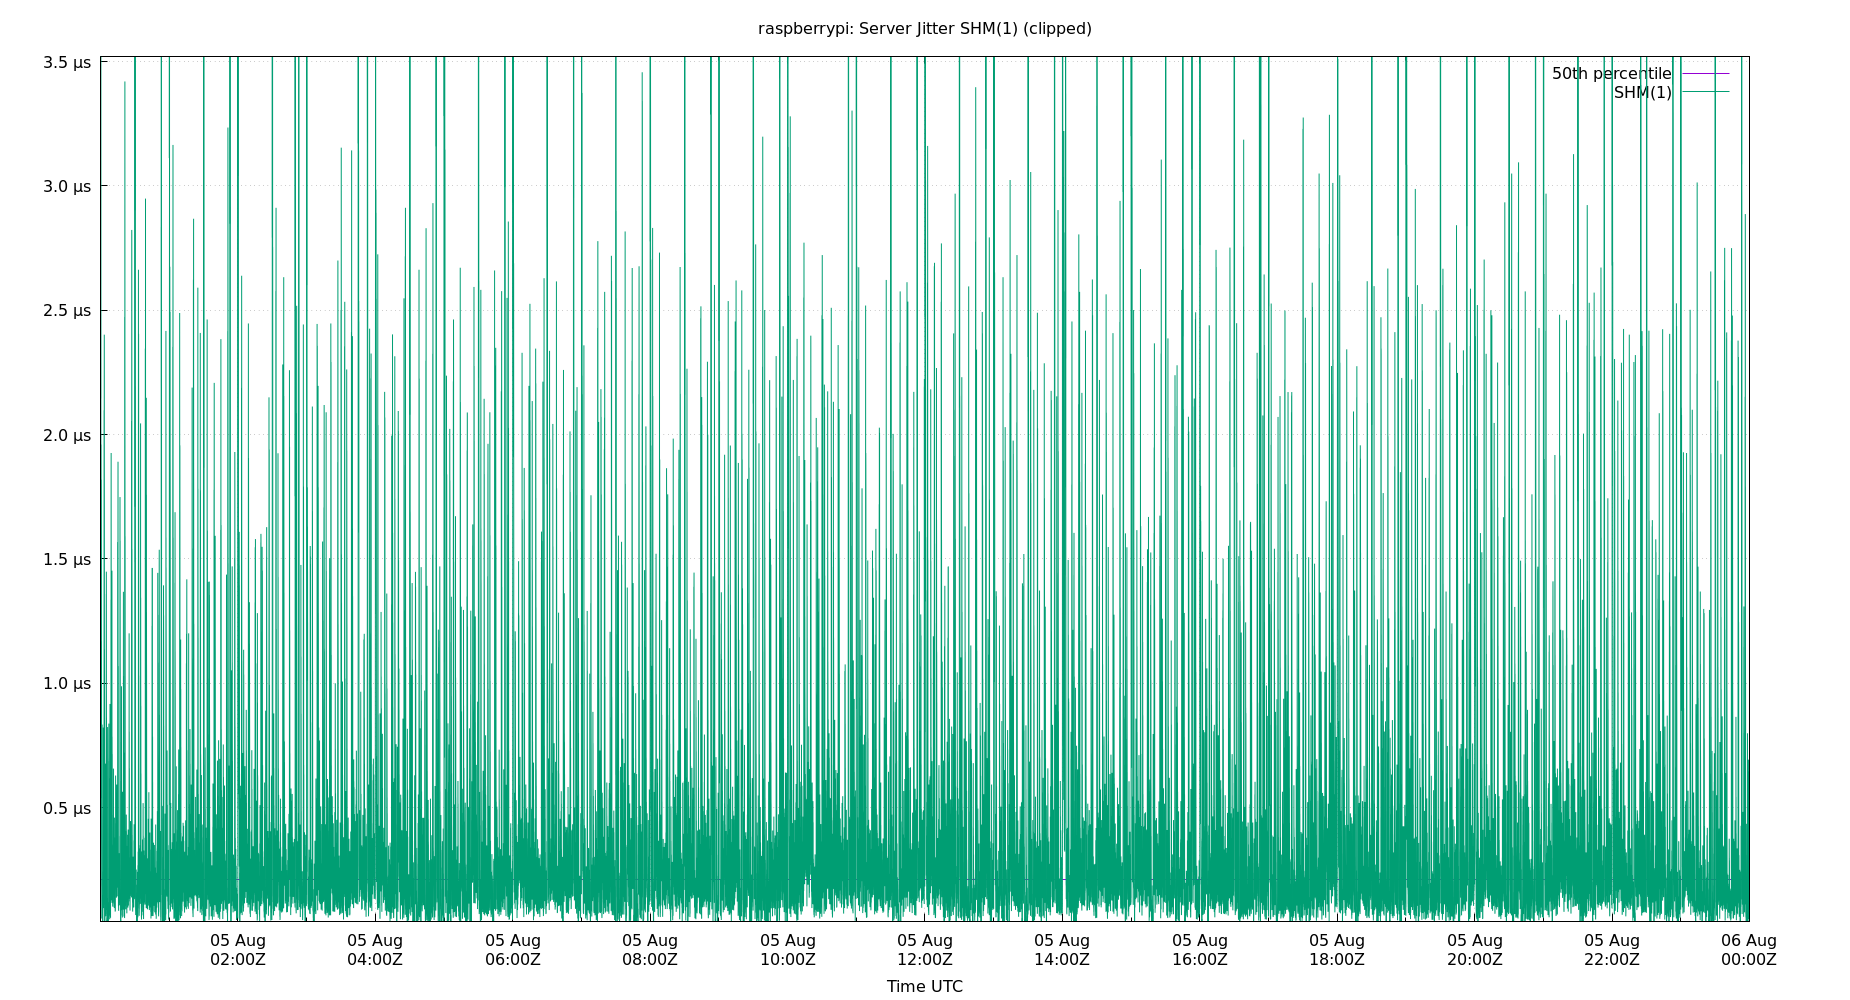 raspberrypi: Server Jitter SHM(1) (clipped)
3.5 µs
3.0 µs
2.5 µs
2.0 µs
1.5 µs
1.0 µs
0.5 µs
50th percentile
SHM(1)
05 Aug 05 Aug 05 Aug 05 Aug 05 Aug 05 Aug 05 Aug 05 Aug 05 Aug 05 Aug 05 Aug 06 Aug
02:00Z 04:00Z 06:00Z 08:00Z 10:00Z 12:00Z 14:00Z 16:00Z 18:00Z 20:00Z 22:00Z 00:00Z
Time UTC